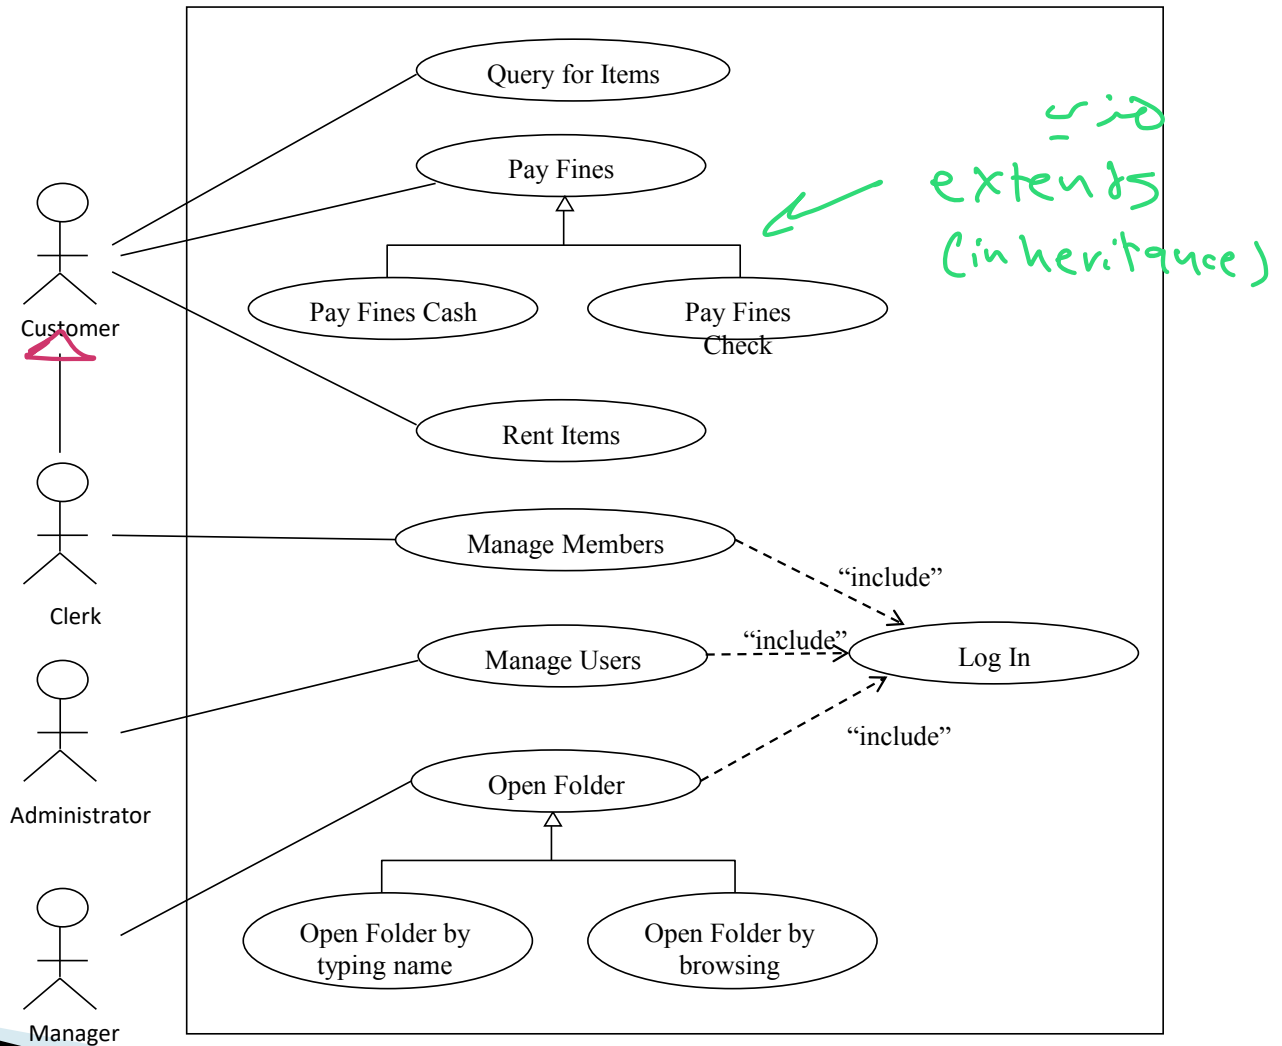 Query for Items
Pay Fines
extends
(inheritance)
Pay Fines Cash
Pay Fines
Check
Customer
Rent Items
Manage Members
“include”
Clerk
Manage Users
“include”
Log In
“include”
Open Folder
Administrator
Open Folder by
typing name
Open Folder by
browsing
Manager